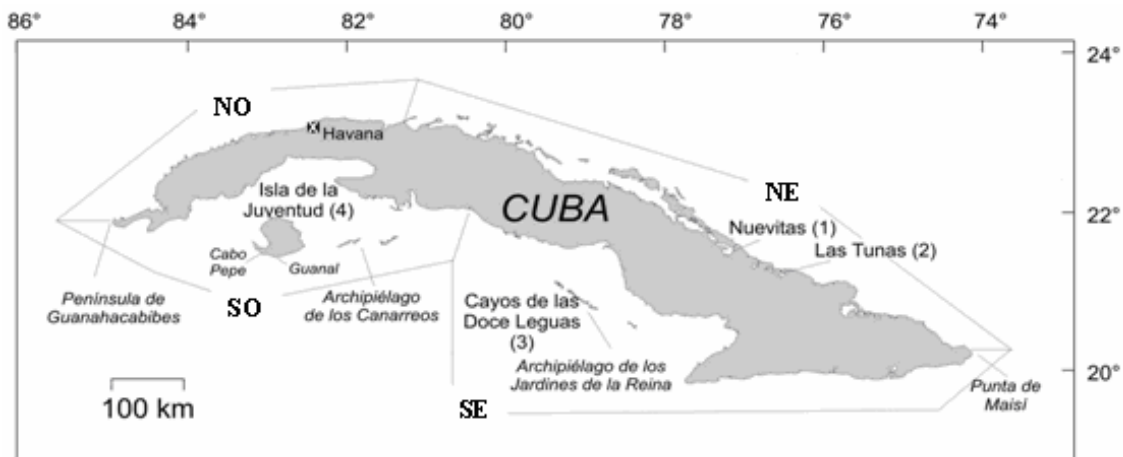 86°
84°
82°
80°
78°
76°
74°
24°
NO
Havana
NE
Isla de la
Juventud (4)
CUBA
22°
Nuevitas (1)
Las Tunas (2)
Cabo
Pepe
Guanal
Península de
Guanahacabibes
SO
Archipiélago
de los Canarreos
Cayos de las
Doce Leguas
(3)
Archipiélago de los
Jardines de la Reina
20°
Punta de
Maisí
100 km
SE